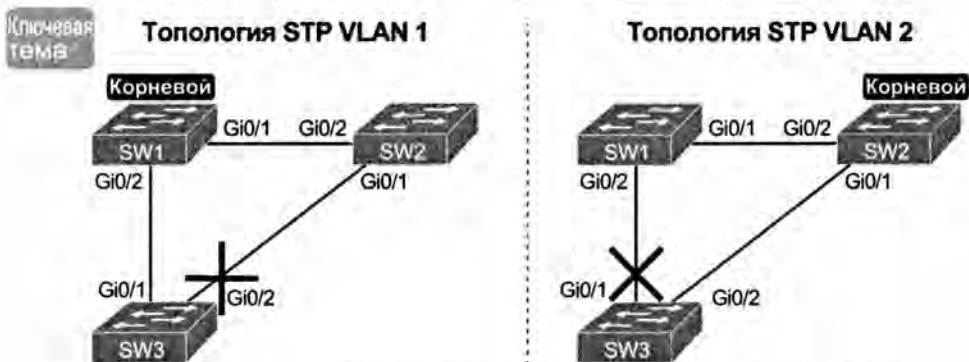 Ключевая
тема
Топология STP VLAN 1
Корневой
Gi0/1 Gi0/2
SW1
SW2
Gi0/2
Gi0/1
Gi0/1
Gi0/2
SW3
Топология STP VLAN 2
Корневой
Gi0/1 Gi0/2
SW1
SW2
Gi0/2
Gi0/1
Gi0/1
Gi0/2
SW3